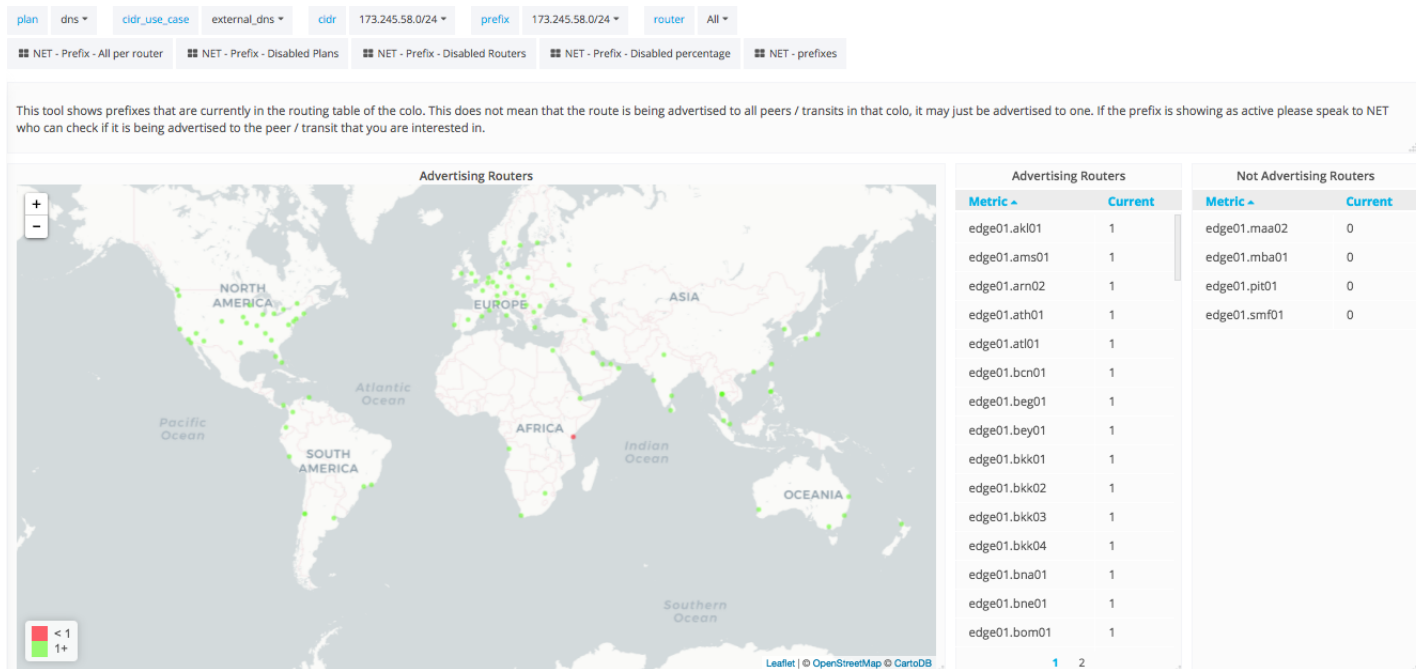 plan dns cidr_use_case external_dns cidr 173.245.58.0/24 prefix 173.245.58.0/24 router All
NET - Prefix - All per router NET - Prefix - Disabled Plans NET - Prefix - Disabled Routers NET - Prefix - Disabled percentage NET - prefixes
This tool shows prefixes that are currently in the routing table of the colo. This does not mean that the route is being advertised to all peers / transits in that colo, it may just be advertised to one. If the prefix is showing as active please speak to NET
who can check if it is being advertised to the peer / transit that you are interested in.
Advertising Routers
+
−
NORTH
AMERICA
EUROPE
ASIA
Atlantic
Ocean
Pacific
Ocean
AFRICA
Indian
Ocean
SOUTH
AMERICA
OCEANIA
Southern
Ocean
< 1
1+
Leaflet | © OpenStreetMap © CartoDB
Advertising Routers
Metric Current
edge01.akl01 1
edge01.ams01 1
edge01.arn02 1
edge01.ath01 1
edge01.atl01 1
edge01.bcn01 1
edge01.beg01 1
edge01.bey01 1
edge01.bkk01 1
edge01.bkk02 1
edge01.bkk03 1
edge01.bkk04 1
edge01.bna01 1
edge01.bne01 1
edge01.bom01 1
1 2
Not Advertising Routers
Metric Current
edge01.maa02 0
edge01.mba01 0
edge01.pit01 0
edge01.smf01 0